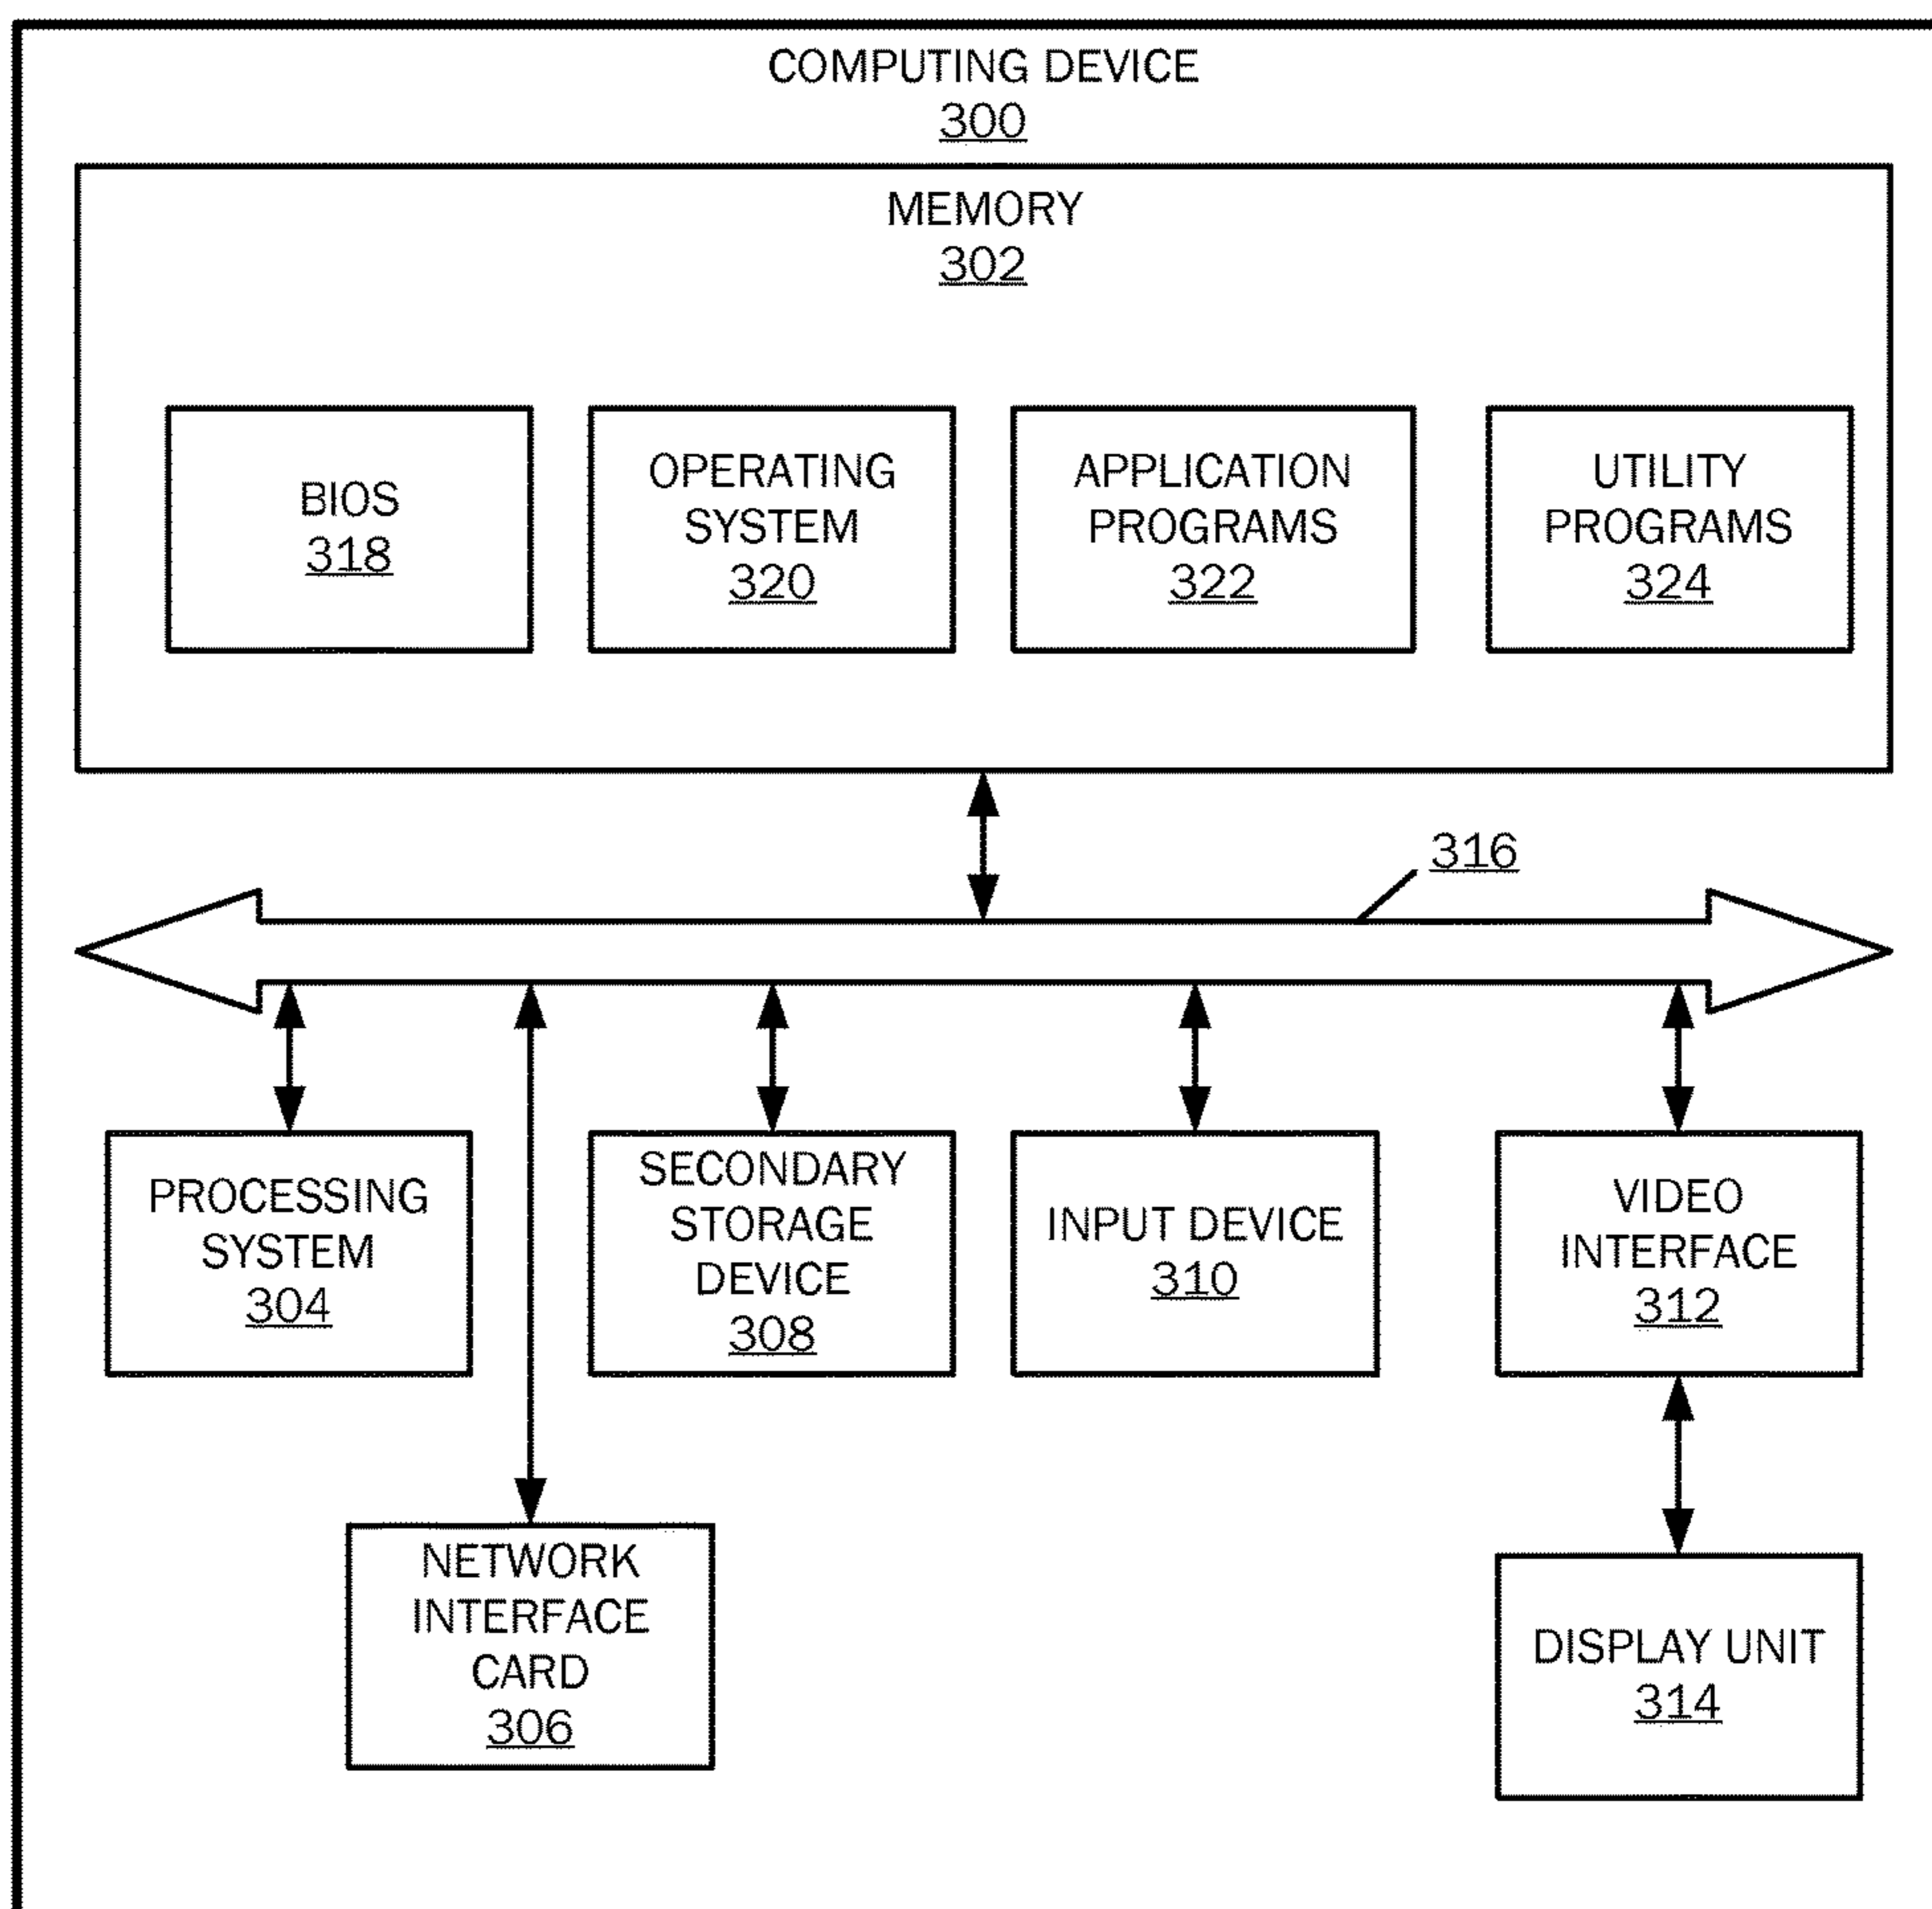 COMPUTING DEVICE
300
MEMORY
302
BIOS
318
OPERATING
SYSTEM
320
APPLICATION
PROGRAMS
322
UTILITY
PROGRAMS
324
316
PROCESSING
SYSTEM
304
SECONDARY
STORAGE
DEVICE
308
INPUT DEVICE
310
VIDEO
INTERFACE
312
NETWORK
INTERFACE
CARD
306
DISPLAY UNIT
314